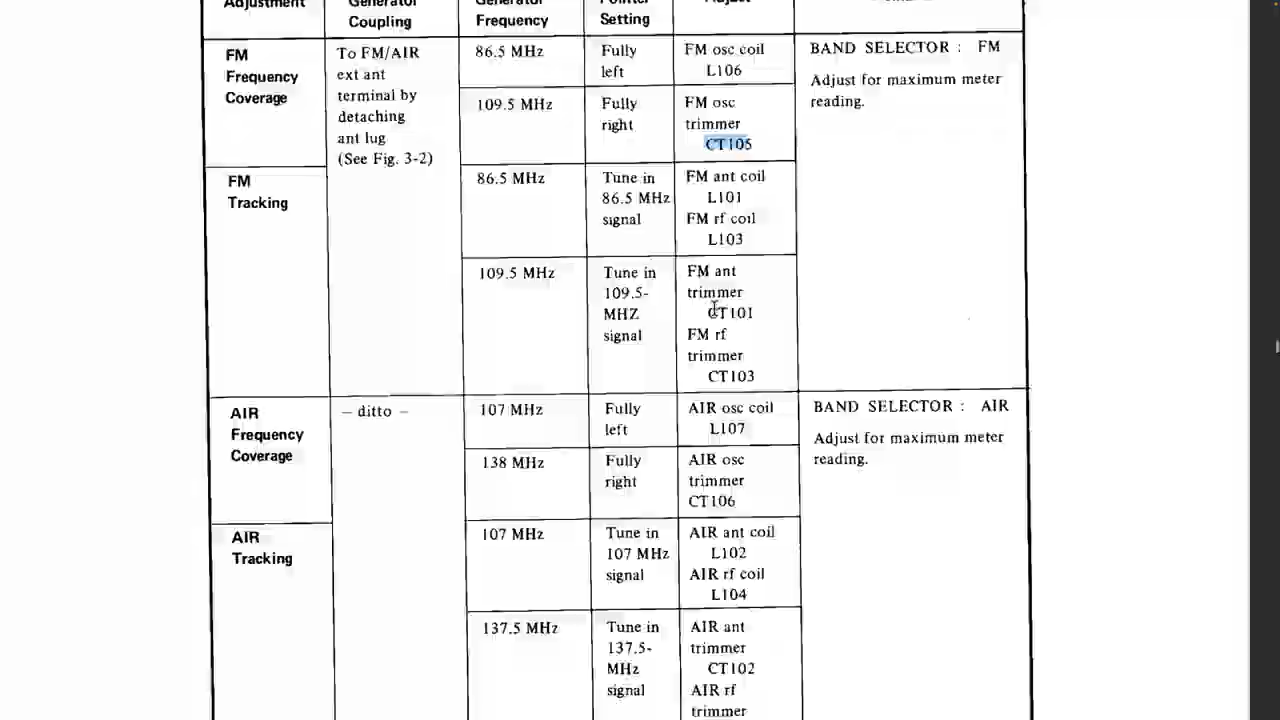 Adjustment
Generator
Coupling
Generator
Frequency
Pointer
Setting
Adjust
FM
Frequency
Coverage
To FM/AIR
ext ant
terminal by
detaching
ant lug
(See Fig. 3-2)
86.5 MHz
Fully
left
FM osc coil
L106
BAND SELECTOR : FM
Adjust for maximum meter
reading.
109.5 MHz
Fully
right
FM osc
trimmer
CT105
FM
Tracking
86.5 MHz
Tune in
86.5 MHz
signal
FM ant coil
L101
FM rf coil
L103
109.5 MHz
Tune in
109.5-
MHZ
signal
FM ant
trimmer
CT101
FM rf
trimmer
CT103
AIR
Frequency
Coverage
– ditto –
107 MHz
Fully
left
AIR osc coil
L107
BAND SELECTOR : AIR
Adjust for maximum meter
reading.
138 MHz
Fully
right
AIR osc
trimmer
CT106
AIR
Tracking
107 MHz
Tune in
107 MHz
signal
AIR ant coil
L102
AIR rf coil
L104
137.5 MHz
Tune in
137.5-
MHz
signal
AIR ant
trimmer
CT102
AIR rf
trimmer